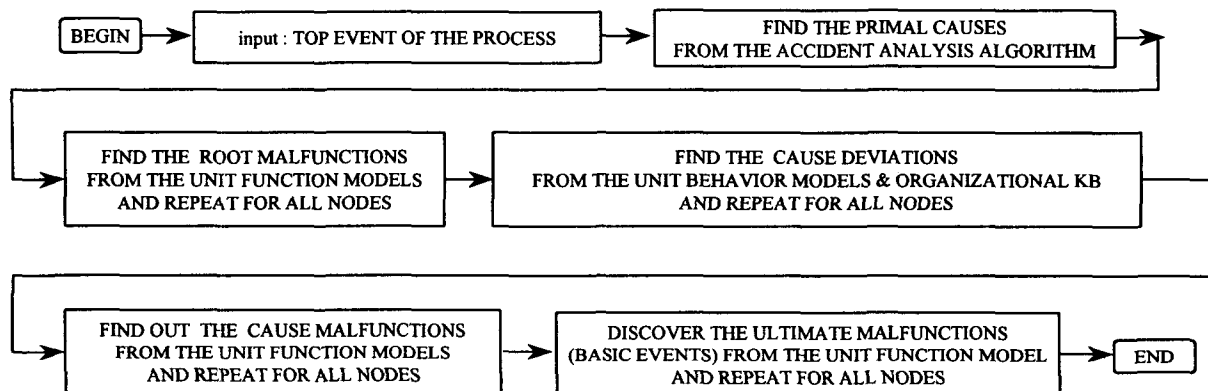 BEGIN
input : TOP EVENT OF THE PROCESS
FIND THE PRIMAL CAUSES
FROM THE ACCIDENT ANALYSIS ALGORITHM
FIND THE ROOT MALFUNCTIONS
FROM THE UNIT FUNCTION MODELS
AND REPEAT FOR ALL NODES
FIND THE CAUSE DEVIATIONS
FROM THE UNIT BEHAVIOR MODELS & ORGANIZATIONAL KB
AND REPEAT FOR ALL NODES
FIND OUT THE CAUSE MALFUNCTIONS
FROM THE UNIT FUNCTION MODELS
AND REPEAT FOR ALL NODES
DISCOVER THE ULTIMATE MALFUNCTIONS
(BASIC EVENTS) FROM THE UNIT FUNCTION MODEL
AND REPEAT FOR ALL NODES
END